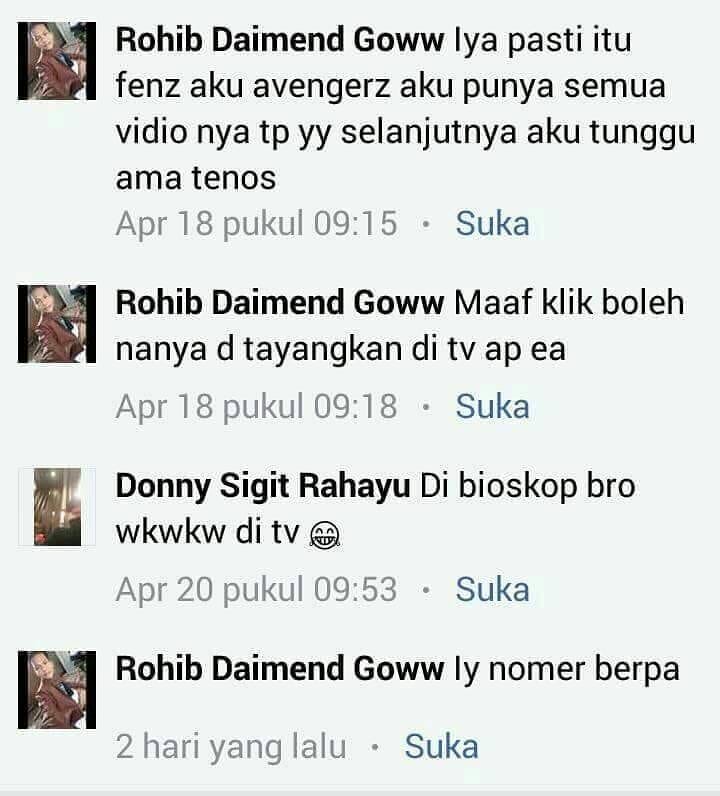 Rohib Daimend Goww Iya pasti itu
fenz aku avengerz aku punya semua
vidio nya tp yy selanjutnya aku tunggu
ama tenos
Apr 18 pukul 09:15 • Suka
Rohib Daimend Goww Maaf klik boleh
nanya d tayangkan di tv ap ea
Apr 18 pukul 09:18 • Suka
Donny Sigit Rahayu Di bioskop bro
wkwkw di tv 😁
Apr 20 pukul 09:53 • Suka
Rohib Daimend Goww Iy nomer berpa
2 hari yang lalu • Suka